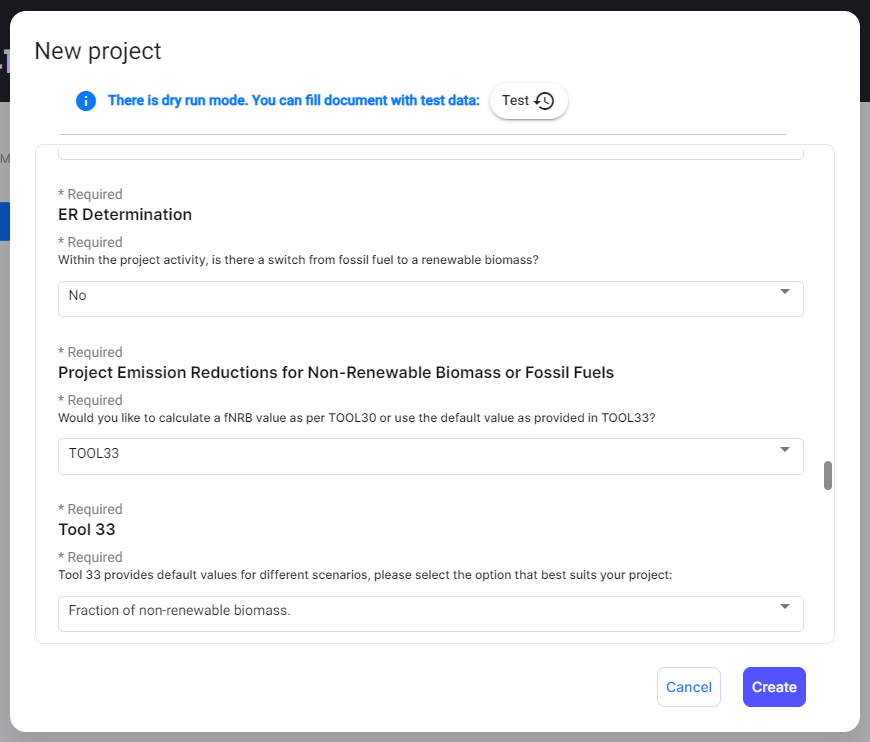 New project
There is dry run mode. You can fill document with test data:
Test
* Required
ER Determination
* Required
Within the project activity, is there a switch from fossil fuel to a renewable biomass?
No
* Required
Project Emission Reductions for Non-Renewable Biomass or Fossil Fuels
* Required
Would you like to calculate a fNRB value as per TOOL30 or use the default value as provided in TOOL33?
TOOL33
* Required
Tool 33
* Required
Tool 33 provides default values for different scenarios, please select the option that best suits your project:
Fraction of non-renewable biomass.
Cancel
Create